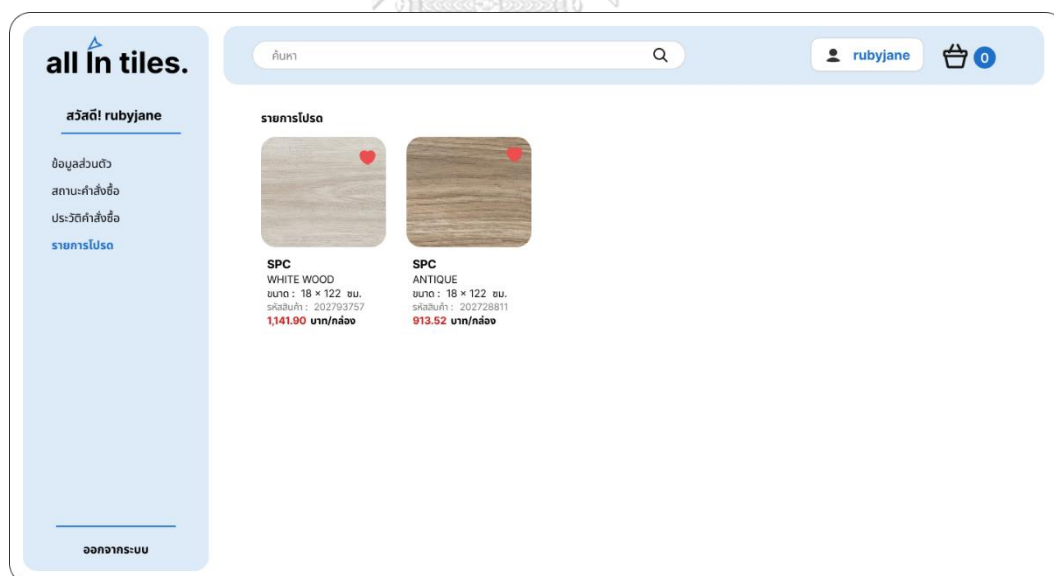 all in tiles.
ค้นหา
rubyjane
0
สวัสดี! rubyjane
ข้อมูลส่วนตัว
สถานะคำสั่งซื้อ
ประวัติคำสั่งซื้อ
รายการโปรด
ออกจากระบบ
รายการโปรด
SPC
WHITE WOOD
ขนาด : 18 × 122 ซม.
รหัสสินค้า : 202793757
1,141.90 บาท/กล่อง
SPC
ANTIQUE
ขนาด : 18 × 122 ซม.
รหัสสินค้า : 202728811
913.52 บาท/กล่อง